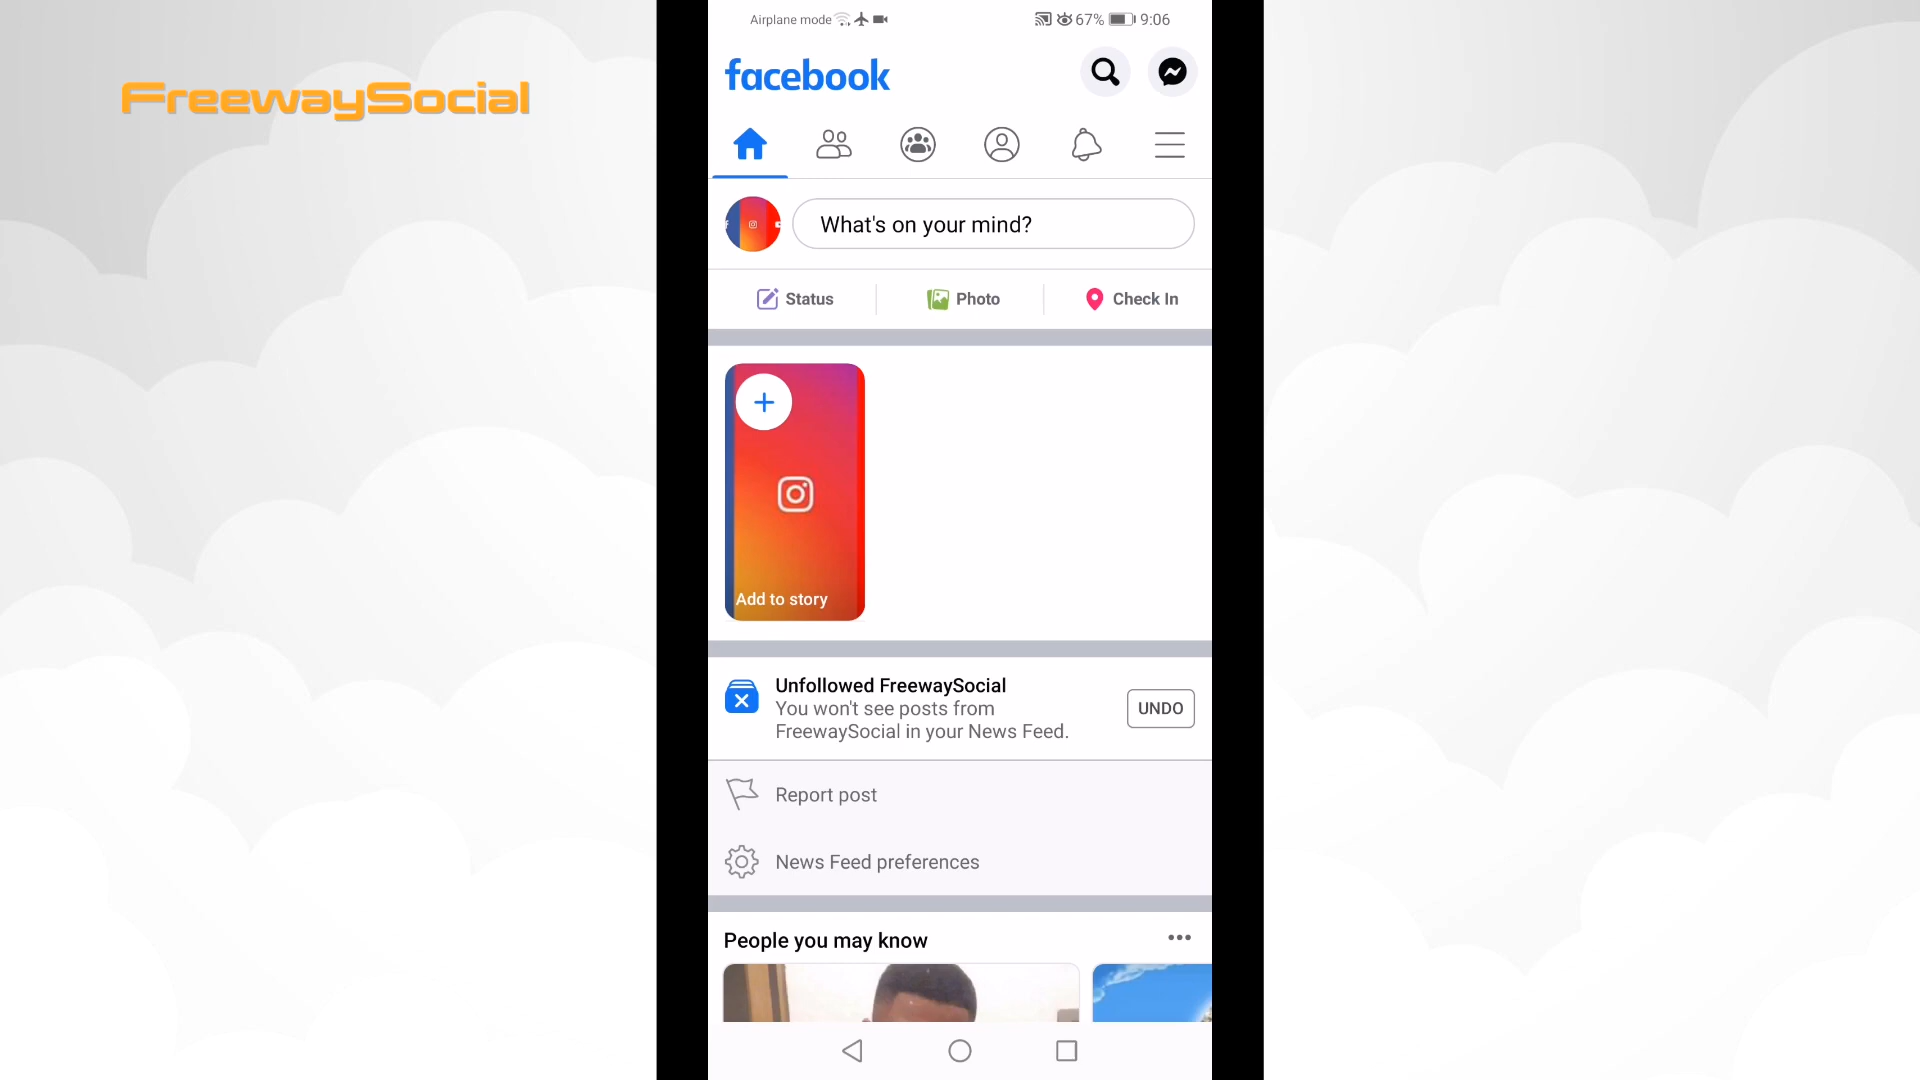 Airplane mode
67%
9:06
FreewaySocial
facebook
What's on your mind?
Status
Photo
Check In
Add to story
Unfollowed FreewaySocial
You won't see posts from
FreewaySocial in your News Feed.
UNDO
Report post
News Feed preferences
People you may know